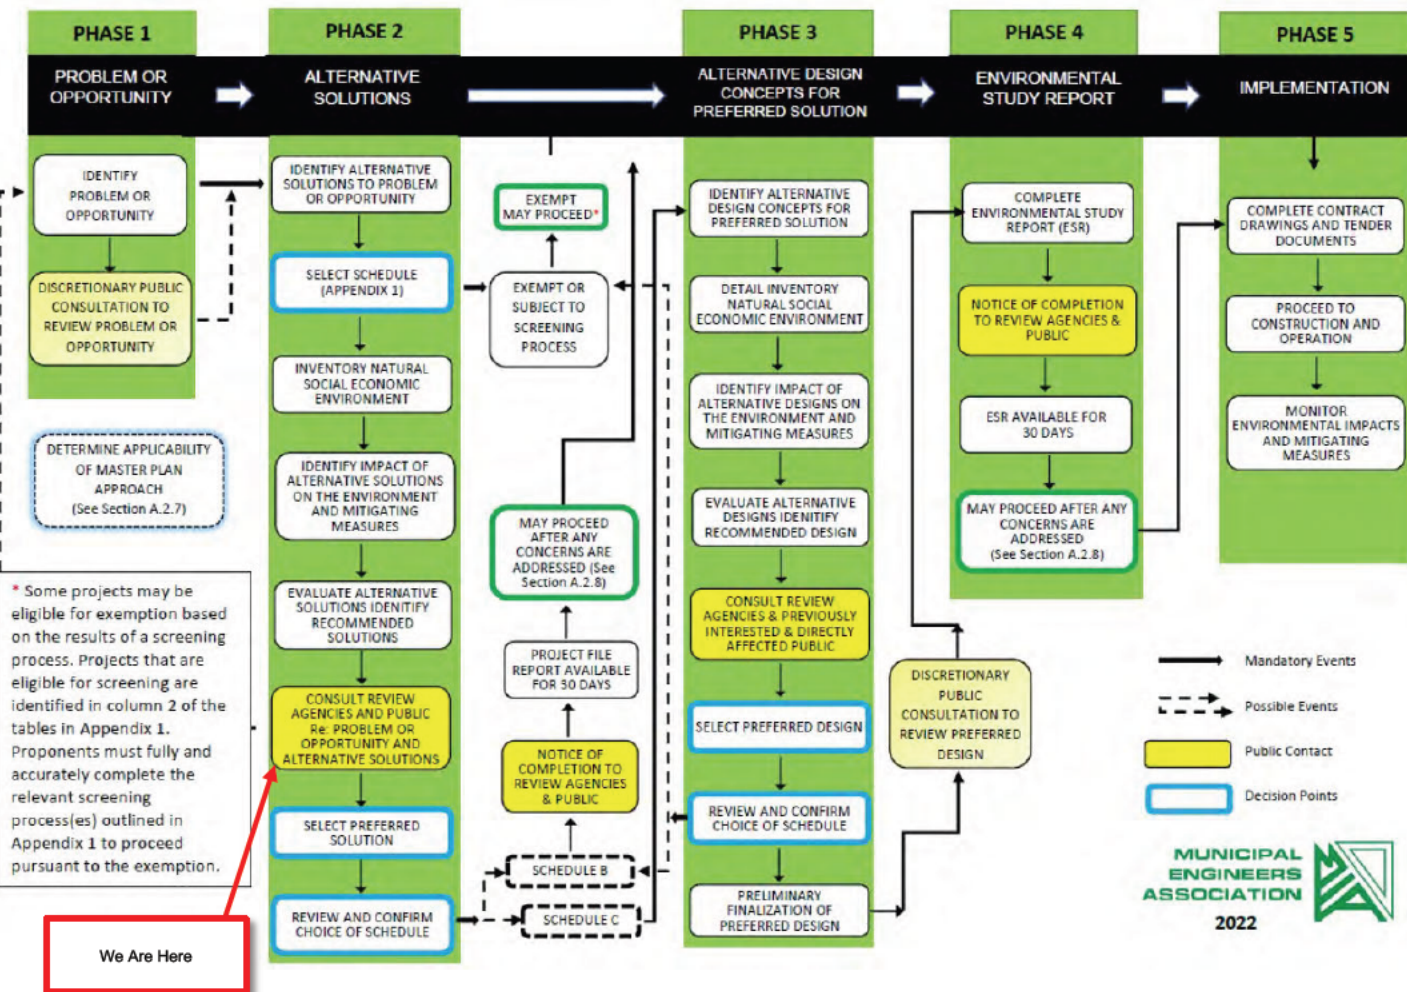 PHASE 1
PROBLEM OR
OPPORTUNITY
IDENTIFY
PROBLEM OR
OPPORTUNITY
DISCRETIONARY PUBLIC
CONSULTATION TO
REVIEW PROBLEM OR
OPPORTUNITY
DETERMINE APPLICABILITY
OF MASTER PLAN
APPROACH
(See Section A.2.7)
* Some projects may be
eligible for exemption based
on the results of a screening
process. Projects that are
eligible for screening are
identified in column 2 of the
tables in Appendix 1.
Proponents must fully and
accurately complete the
relevant screening
process(es) outlined in
Appendix 1 to proceed
pursuant to the exemption.
We Are Here
PHASE 2
ALTERNATIVE
SOLUTIONS
IDENTIFY ALTERNATIVE
SOLUTIONS TO PROBLEM
OR OPPORTUNITY
SELECT SCHEDULE
(APPENDIX 1)
INVENTORY NATURAL
SOCIAL ECONOMIC
ENVIRONMENT
IDENTIFY IMPACT OF
ALTERNATIVE SOLUTIONS
ON THE ENVIRONMENT
AND MITIGATING
MEASURES
EVALUATE ALTERNATIVE
SOLUTIONS IDENTIFY
RECOMMENDED
SOLUTIONS
CONSULT REVIEW
AGENCIES AND PUBLIC
Re: PROBLEM OR
OPPORTUNITY AND
ALTERNATIVE SOLUTIONS
SELECT PREFERRED
SOLUTION
REVIEW AND CONFIRM
CHOICE OF SCHEDULE
EXEMPT
MAY PROCEED*
EXEMPT OR
SUBJECT TO
SCREENING
PROCESS
MAY PROCEED
AFTER ANY
CONCERNS ARE
ADDRESSED (See
Section A.2.8)
PROJECT FILE
REPORT AVAILABLE
FOR 30 DAYS
NOTICE OF
COMPLETION TO
REVIEW AGENCIES
& PUBLIC
SCHEDULE B
SCHEDULE C
PHASE 3
ALTERNATIVE DESIGN
CONCEPTS FOR
PREFERRED SOLUTION
IDENTIFY ALTERNATIVE
DESIGN CONCEPTS FOR
PREFERRED SOLUTION
DETAIL INVENTORY
NATURAL SOCIAL
ECONOMIC ENVIRONMENT
IDENTIFY IMPACT OF
ALTERNATIVE DESIGNS ON
THE ENVIRONMENT AND
MITIGATING MEASURES
EVALUATE ALTERNATIVE
DESIGNS IDENTIFY
RECOMMENDED DESIGN
CONSULT REVIEW
AGENCIES & PREVIOUSLY
INTERESTED & DIRECTLY
AFFECTED PUBLIC
SELECT PREFERRED DESIGN
REVIEW AND CONFIRM
CHOICE OF SCHEDULE
PRELIMINARY
FINALIZATION OF
PREFERRED DESIGN
DISCRETIONARY
PUBLIC
CONSULTATION TO
REVIEW PREFERRED
DESIGN
PHASE 4
ENVIRONMENTAL
STUDY REPORT
COMPLETE
ENVIRONMENTAL STUDY
REPORT (ESR)
NOTICE OF COMPLETION
TO REVIEW AGENCIES &
PUBLIC
ESR AVAILABLE FOR
30 DAYS
MAY PROCEED AFTER ANY
CONCERNS ARE
ADDRESSED
(See Section A.2.8)
PHASE 5
IMPLEMENTATION
COMPLETE CONTRACT
DRAWINGS AND TENDER
DOCUMENTS
PROCEED TO
CONSTRUCTION AND
OPERATION
MONITOR
ENVIRONMENTAL IMPACTS
AND MITIGATING
MEASURES
Mandatory Events
Possible Events
Public Contact
Decision Points
MUNICIPAL
ENGINEERS
ASSOCIATION
2022